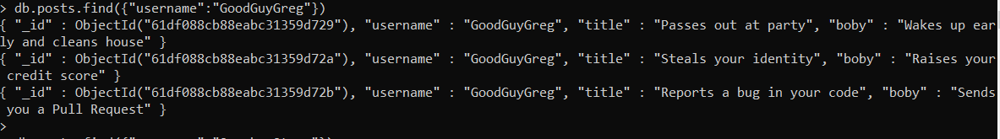 > db.posts.find({"username":"GoodGuyGreg"})
{ "_id" : ObjectId("61df088cb88eabc31359d729"), "username" : "GoodGuyGreg", "title" : "Passes out at party", "boby" : "Wakes up ear
ly and cleans house" }
{ "_id" : ObjectId("61df088cb88eabc31359d72a"), "username" : "GoodGuyGreg", "title" : "Steals your identity", "boby" : "Raises your
 credit score" }
{ "_id" : ObjectId("61df088cb88eabc31359d72b"), "username" : "GoodGuyGreg", "title" : "Reports a bug in your code", "boby" : "Sends
 you a Pull Request" }
>